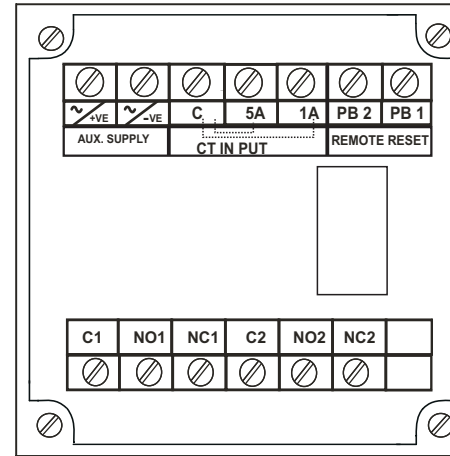 ~/+VE ~/-VE C 5A 1A PB 2 PB 1
AUX. SUPPLY CT IN PUT REMOTE RESET
C1 NO1 NC1 C2 NO2 NC2